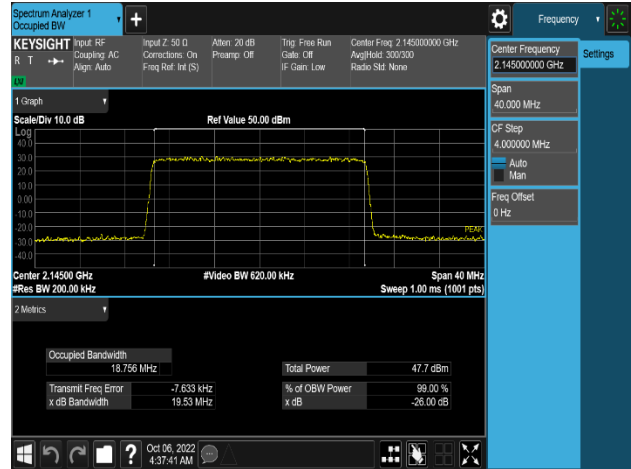 Spectrum Analyzer 1
Occupied BW
Frequency
KEYSIGHT
R T
LXI
Input: RF
Coupling: AC
Align: Auto
Input Z: 50 Ω
Corrections: On
Freq Ref: Int (S)
Atten: 20 dB
Preamp: Off
Trig: Free Run
Gate: Off
IF Gain: Low
Center Freq: 2.145000000 GHz
Avg|Hold: 300/300
Radio Std: None
Center Frequency
2.145000000 GHz
Settings
Span
40.000 MHz
CF Step
4.000000 MHz
Auto
Man
Freq Offset
0 Hz
1 Graph
Scale/Div 10.0 dB
Ref Value 50.00 dBm
Log
40.0
30.0
20.0
10.0
0.00
-10.0
-20.0
-30.0
-40.0
PEAK
Center 2.14500 GHz
#Video BW 620.00 kHz
Span 40 MHz
#Res BW 200.00 kHz
Sweep 1.00 ms (1001 pts)
2 Metrics
Occupied Bandwidth
18.756 MHz
Total Power 47.7 dBm
Transmit Freq Error -7.633 kHz
% of OBW Power 99.00 %
x dB Bandwidth 19.53 MHz
x dB -26.00 dB
?
Oct 06, 2022
4:37:41 AM